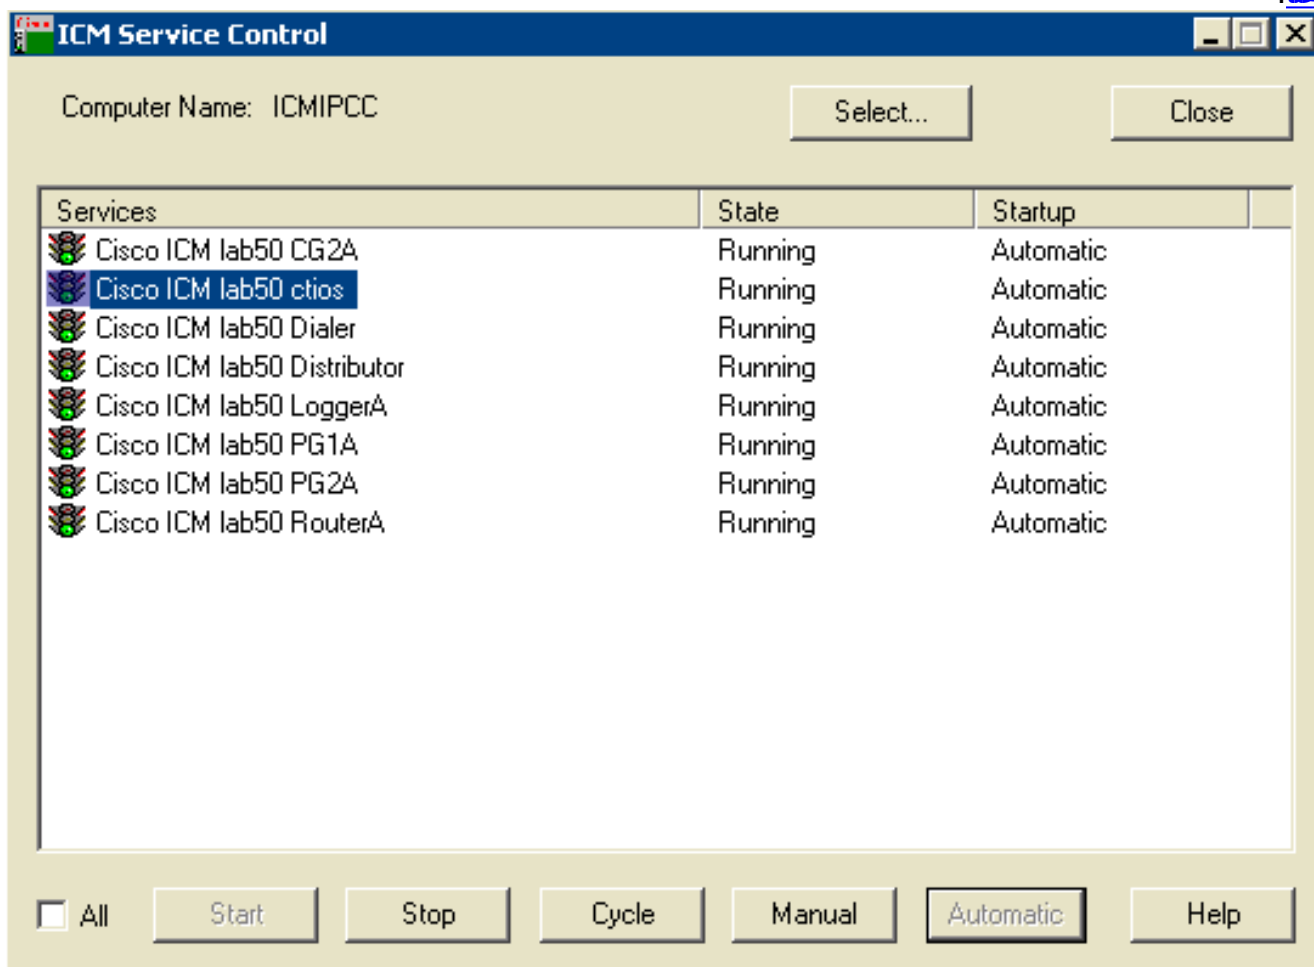 ICM Service Control
Computer Name: ICMIPCC Select... Close
Services State Startup
Cisco ICM lab50 CG2A Running Automatic
Cisco ICM lab50 ctios Running Automatic
Cisco ICM lab50 Dialer Running Automatic
Cisco ICM lab50 Distributor Running Automatic
Cisco ICM lab50 LoggerA Running Automatic
Cisco ICM lab50 PG1A Running Automatic
Cisco ICM lab50 PG2A Running Automatic
Cisco ICM lab50 RouterA Running Automatic
All Start Stop Cycle Manual Automatic Help